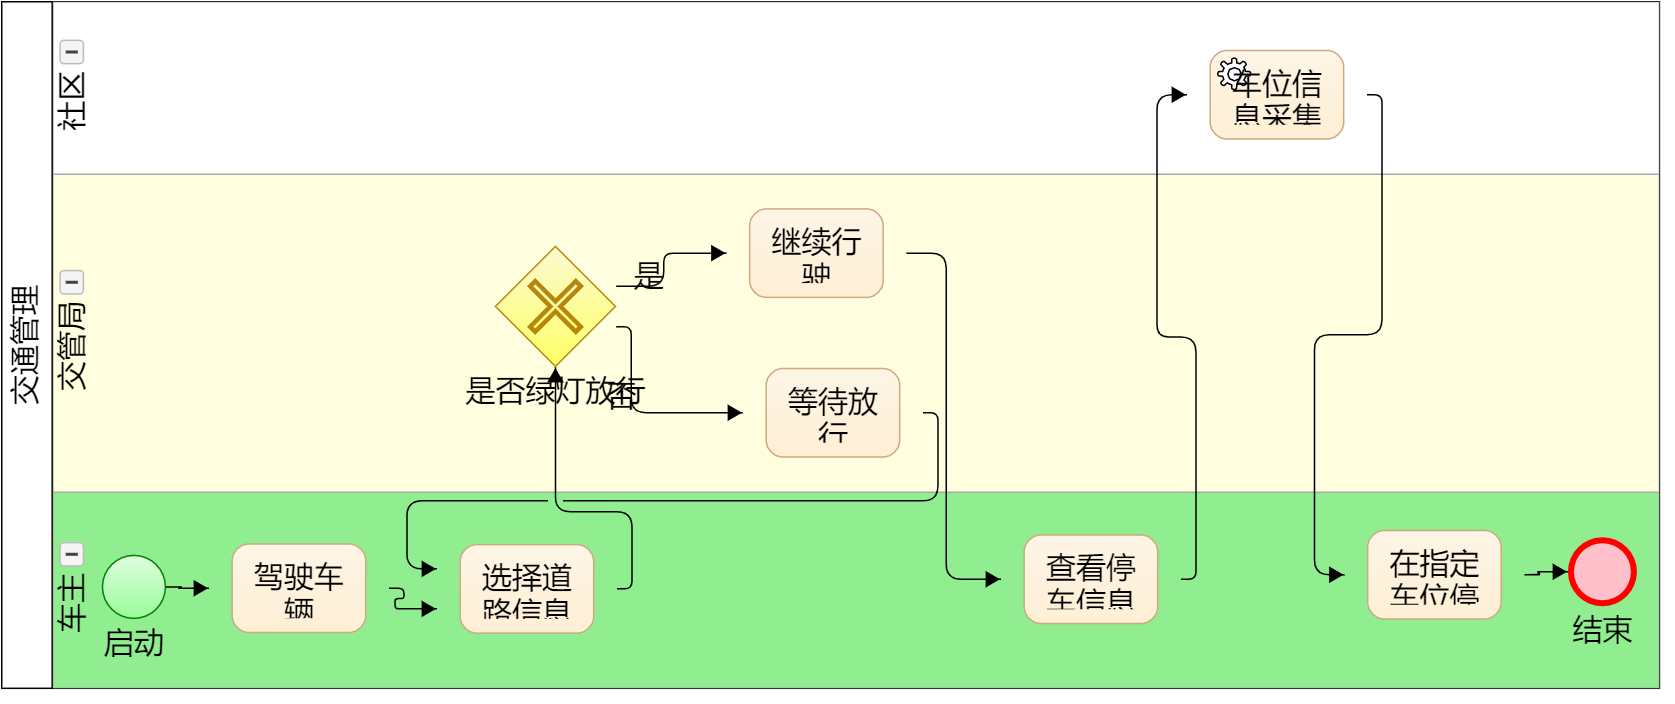 交通管理
社区
车位信
息采集
交管局
是否绿灯放行
是
否
继续行
驶
等待放
行
车主
启动
驾驶车
辆
选择道
路信息
查看停
车信息
在指定
车位停
结束